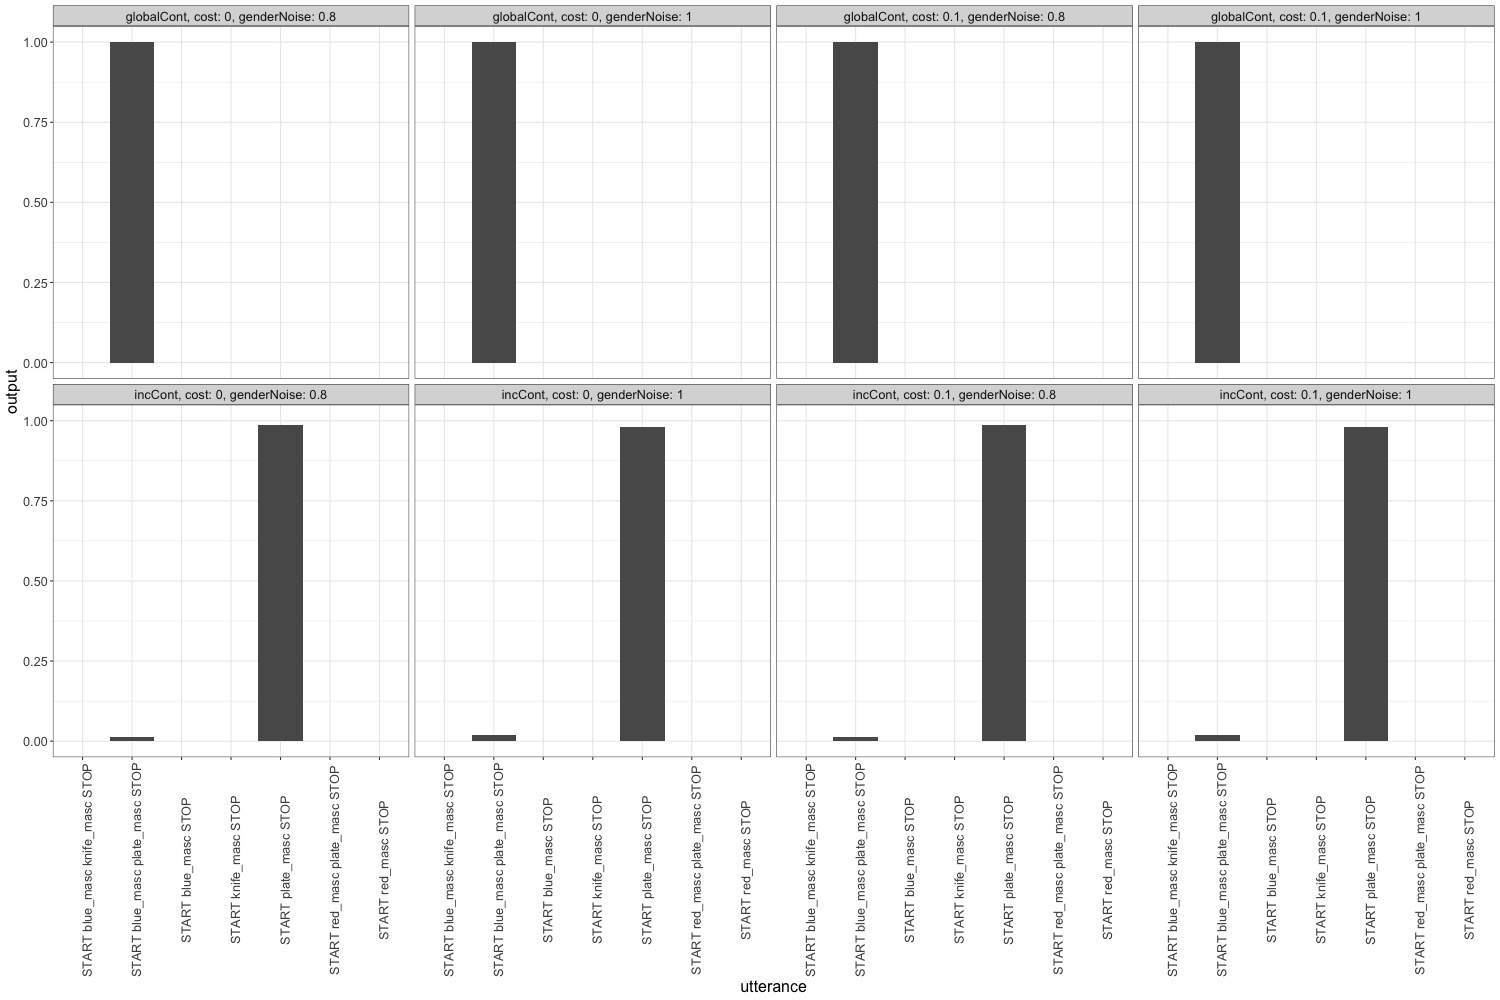 globalCont, cost: 0, genderNoise: 0.8
globalCont, cost: 0, genderNoise: 1
globalCont, cost: 0.1, genderNoise: 0.8
globalCont, cost: 0.1, genderNoise: 1
1.00
0.75
0.50
0.25
0.00
output
incCont, cost: 0, genderNoise: 0.8
incCont, cost: 0, genderNoise: 1
incCont, cost: 0.1, genderNoise: 0.8
incCont, cost: 0.1, genderNoise: 1
1.00
0.75
0.50
0.25
0.00
START blue_masc knife_masc STOP
START blue_masc plate_masc STOP
START blue_masc STOP
START knife_masc STOP
START plate_masc STOP
START red_masc plate_masc STOP
START red_masc STOP
START blue_masc knife_masc STOP
START blue_masc plate_masc STOP
START blue_masc STOP
START knife_masc STOP
START plate_masc STOP
START red_masc plate_masc STOP
START red_masc STOP
START blue_masc knife_masc STOP
START blue_masc plate_masc STOP
START blue_masc STOP
START knife_masc STOP
START plate_masc STOP
START red_masc plate_masc STOP
START red_masc STOP
START blue_masc knife_masc STOP
START blue_masc plate_masc STOP
START blue_masc STOP
START knife_masc STOP
START plate_masc STOP
START red_masc plate_masc STOP
START red_masc STOP
utterance